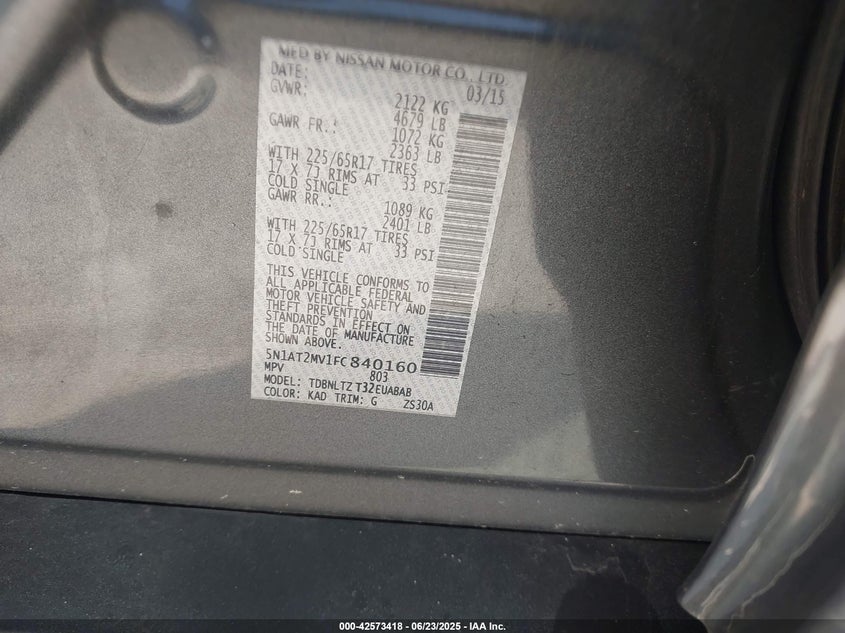 MFD BY NISSAN MOTOR CO., LTD.
DATE: 03/15
GVWR: 2122 KG
4679 LB
GAWR FR.: 1072 KG
2363 LB
WITH 225/65R17 TIRES
17 X 7J RIMS AT 33 PSI
COLD SINGLE
GAWR RR.: 1089 KG
2401 LB
WITH 225/65R17 TIRES
17 X 7J RIMS AT 33 PSI
COLD SINGLE
THIS VEHICLE CONFORMS TO
ALL APPLICABLE FEDERAL
MOTOR VEHICLE SAFETY AND
THEFT PREVENTION
STANDARDS IN EFFECT ON
THE DATE OF MANUFACTURE
SHOWN ABOVE.
5N1AT2MV1FC840160
MPV 803
MODEL: TDBNLTZ T32EUABAB
COLOR: KAD TRIM: G ZS30A
000-42573418 - 06/23/2025 - IAA Inc.